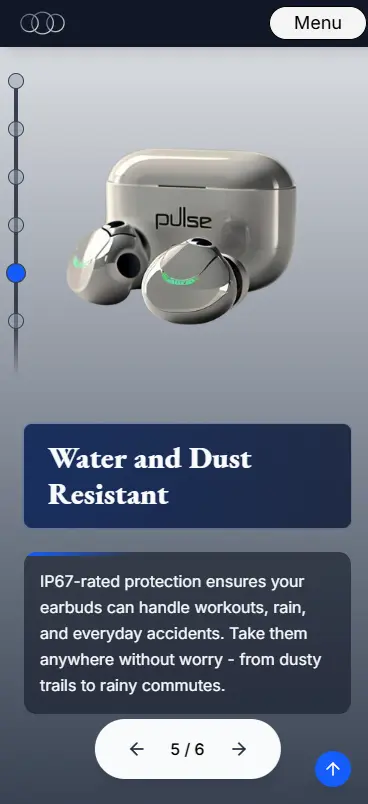 Menu
pulse
Water and Dust
Resistant
IP67-rated protection ensures your
earbuds can handle workouts, rain,
and everyday accidents. Take them
anywhere without worry - from dusty
trails to rainy commutes.
5 / 6